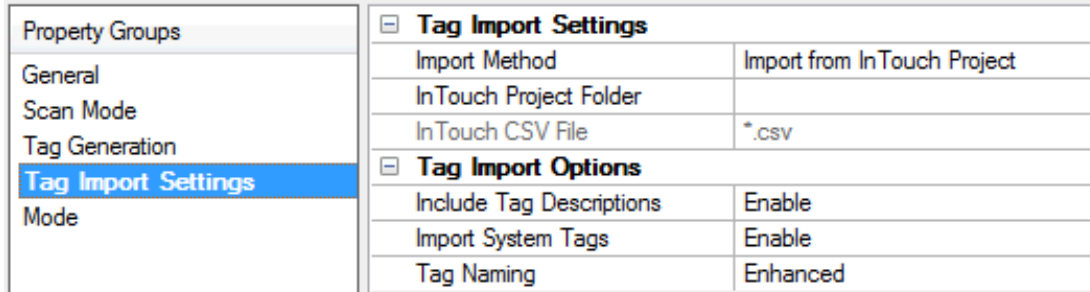 Property Groups
General
Scan Mode
Tag Generation
Tag Import Settings
Mode
Tag Import Settings
Import Method Import from InTouch Project
InTouch Project Folder
InTouch CSV File *.csv
Tag Import Options
Include Tag Descriptions Enable
Import System Tags Enable
Tag Naming Enhanced